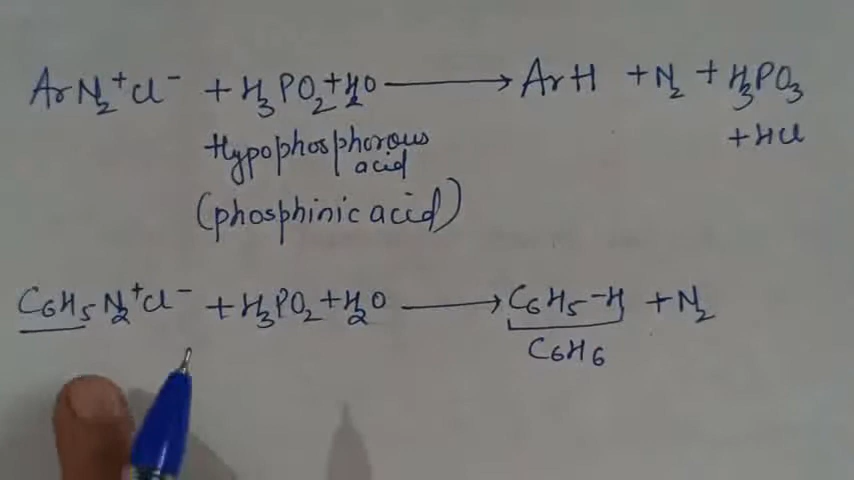 ArN₂⁺Cl⁻ + H₃PO₂ + H₂O ⟶ ArH + N₂ + H₃PO₃
+ HCl
Hypophosphorous
acid
(phosphinic acid)
C₆H₅N₂⁺Cl⁻ + H₃PO₂ + H₂O ⟶ C₆H₅–H + N₂
C₆H₆